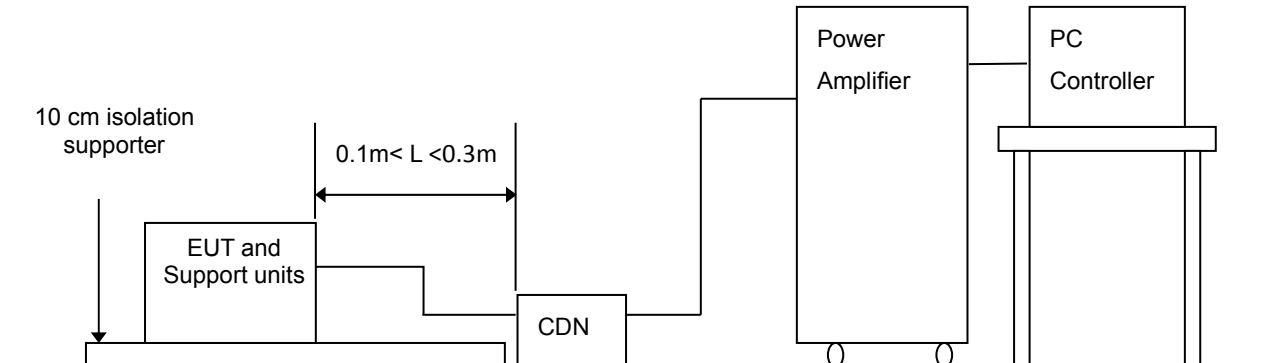 Power
Amplifier
PC
Controller
10 cm isolation
supporter
0.1m< L <0.3m
EUT and
Support units
CDN